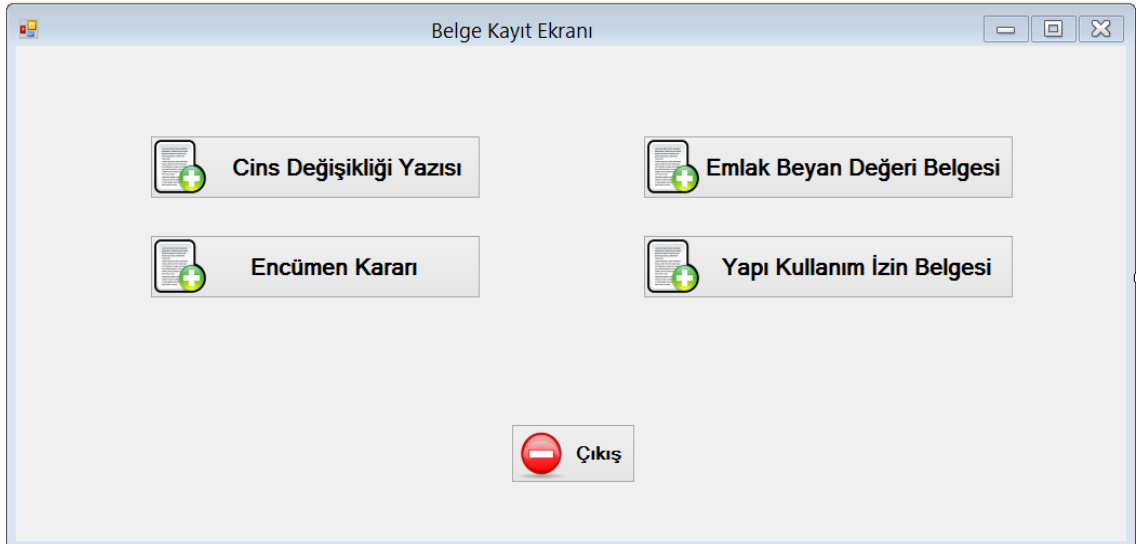 Belge Kayıt Ekranı
Cins Değişikliği Yazısı
Emlak Beyan Değeri Belgesi
Encümen Kararı
Yapı Kullanım İzin Belgesi
Çıkış